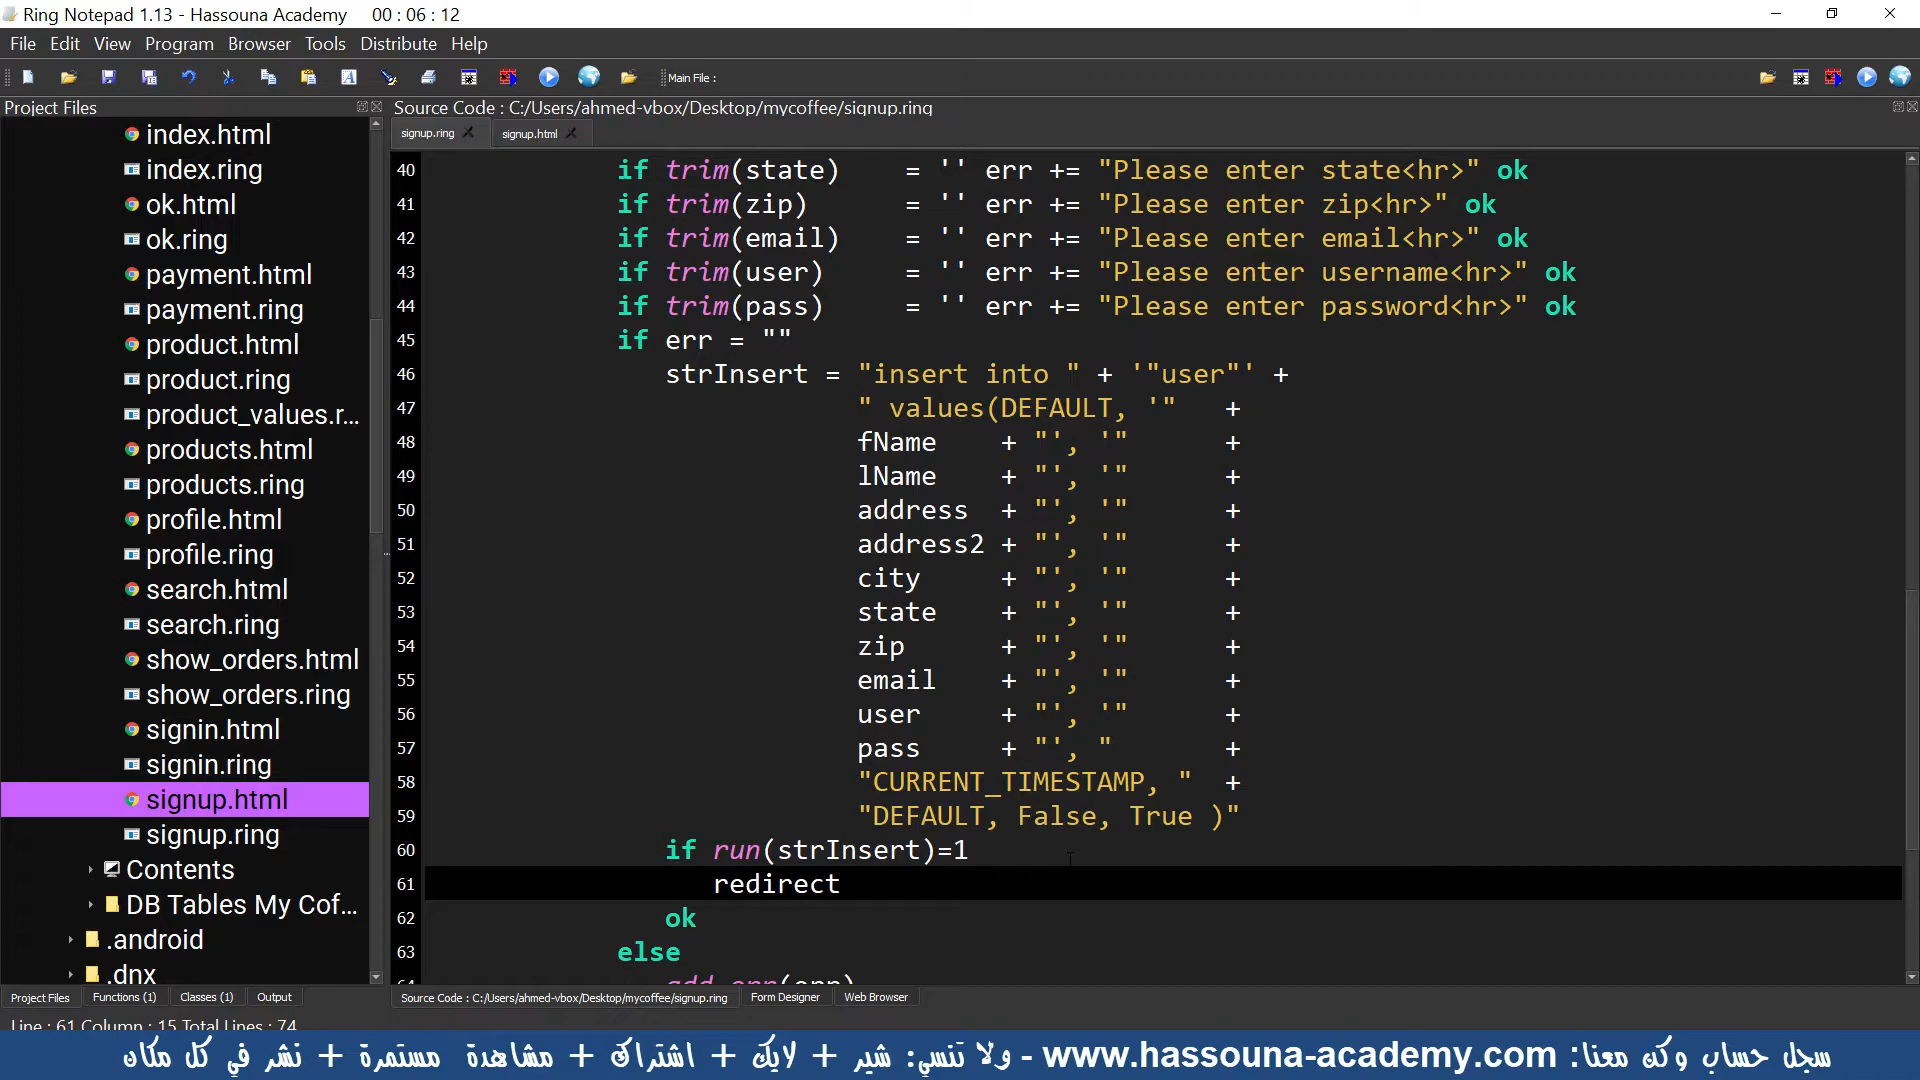 Ring Notepad 1.13 - Hassouna Academy 00 : 06 : 12
File Edit View Program Browser Tools Distribute Help
Main File :
Project Files
index.html
index.ring
ok.html
ok.ring
payment.html
payment.ring
product.html
product.ring
product_values.r...
products.html
products.ring
profile.html
profile.ring
search.html
search.ring
show_orders.html
show_orders.ring
signin.html
signin.ring
signup.html
signup.ring
Contents
DB Tables My Cof...
.android
.dnx
Project Files Functions (1) Classes (1) Output
Source Code : C:/Users/ahmed-vbox/Desktop/mycoffee/signup.ring
signup.ring signup.html
40 if trim(state) = '' err += "Please enter state<hr>" ok
41 if trim(zip) = '' err += "Please enter zip<hr>" ok
42 if trim(email) = '' err += "Please enter email<hr>" ok
43 if trim(user) = '' err += "Please enter username<hr>" ok
44 if trim(pass) = '' err += "Please enter password<hr>" ok
45 if err = ""
46 strInsert = "insert into " + '"user"' +
47 " values(DEFAULT, '" +
48 fName + "', '" +
49 lName + "', '" +
50 address + "', '" +
51 address2 + "', '" +
52 city + "', '" +
53 state + "', '" +
54 zip + "', '" +
55 email + "', '" +
56 user + "', '" +
57 pass + "', " +
58 "CURRENT_TIMESTAMP, " +
59 "DEFAULT, False, True )"
60 if run(strInsert)=1
61 redirect
62 ok
63 else
add_err(err)
Source Code : C:/Users/ahmed-vbox/Desktop/mycoffee/signup.ring Form Designer Web Browser
Line : 61 Column : 15 Total Lines : 74
سجل حساب وكن معنا: www.hassouna-academy.com - ولا تنسى: شير + لايك + اشتراك + مشاهدة مستمرة + نشر في كل مكان